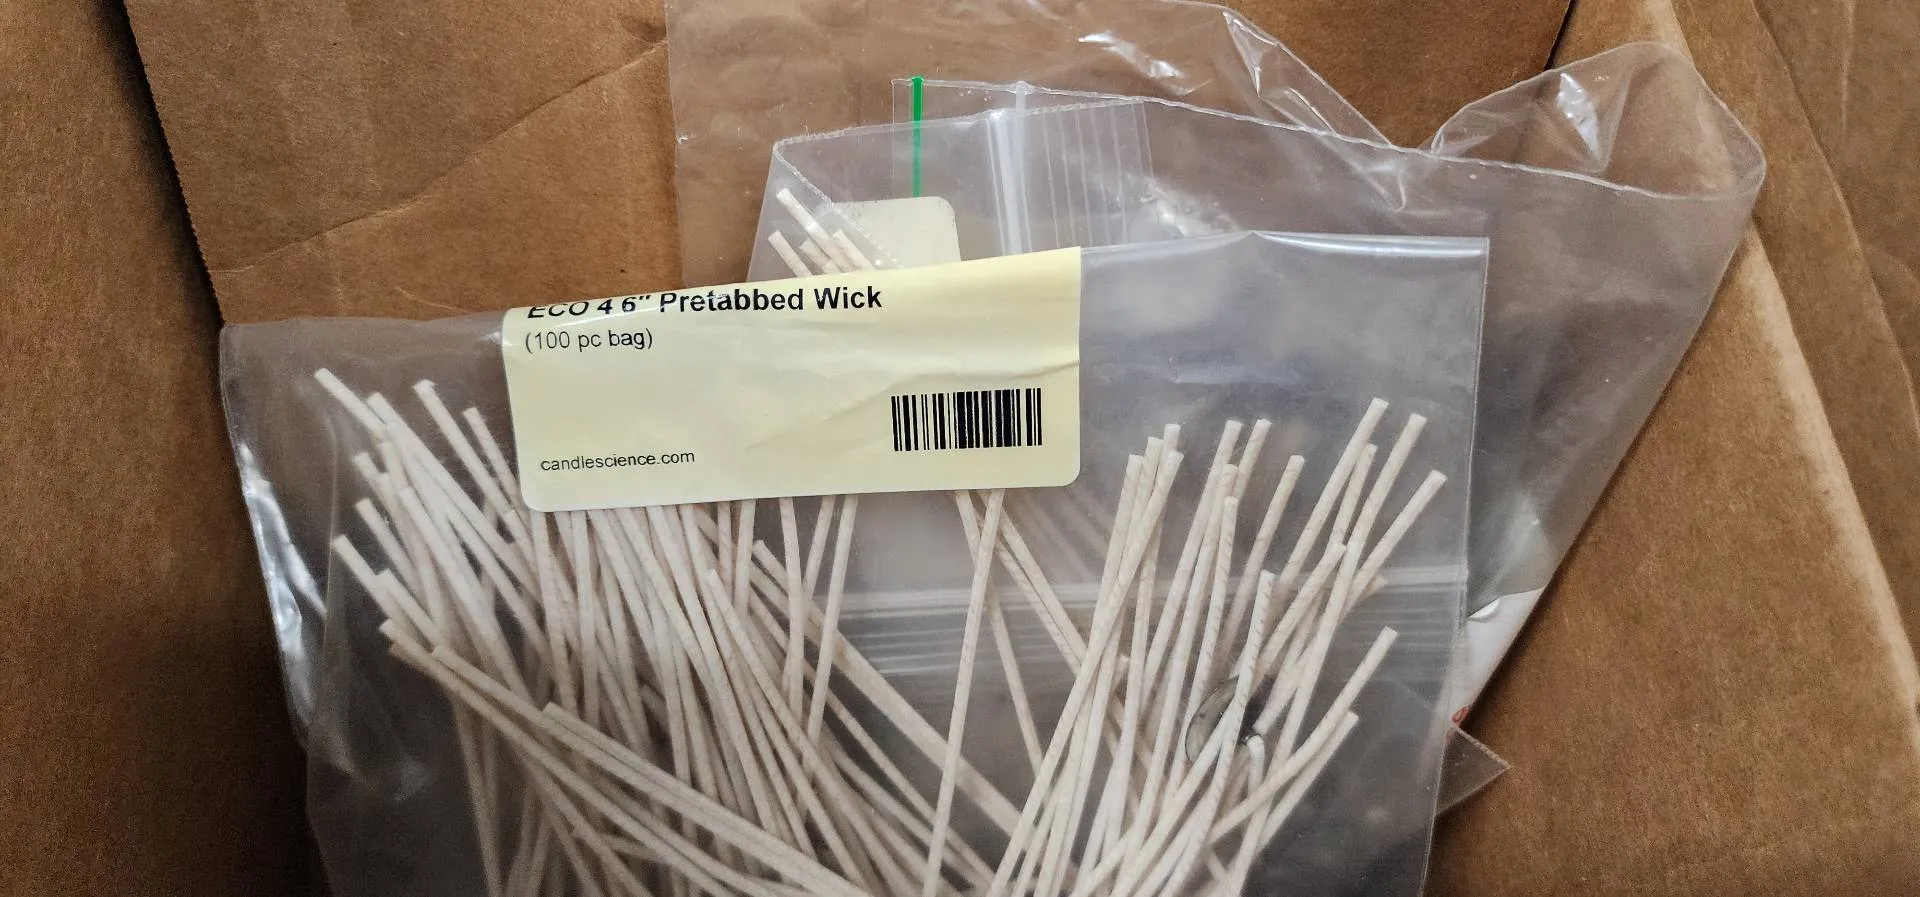 ECO 4 6" Pretabbed Wick
(100 pc bag)
candlescience.com